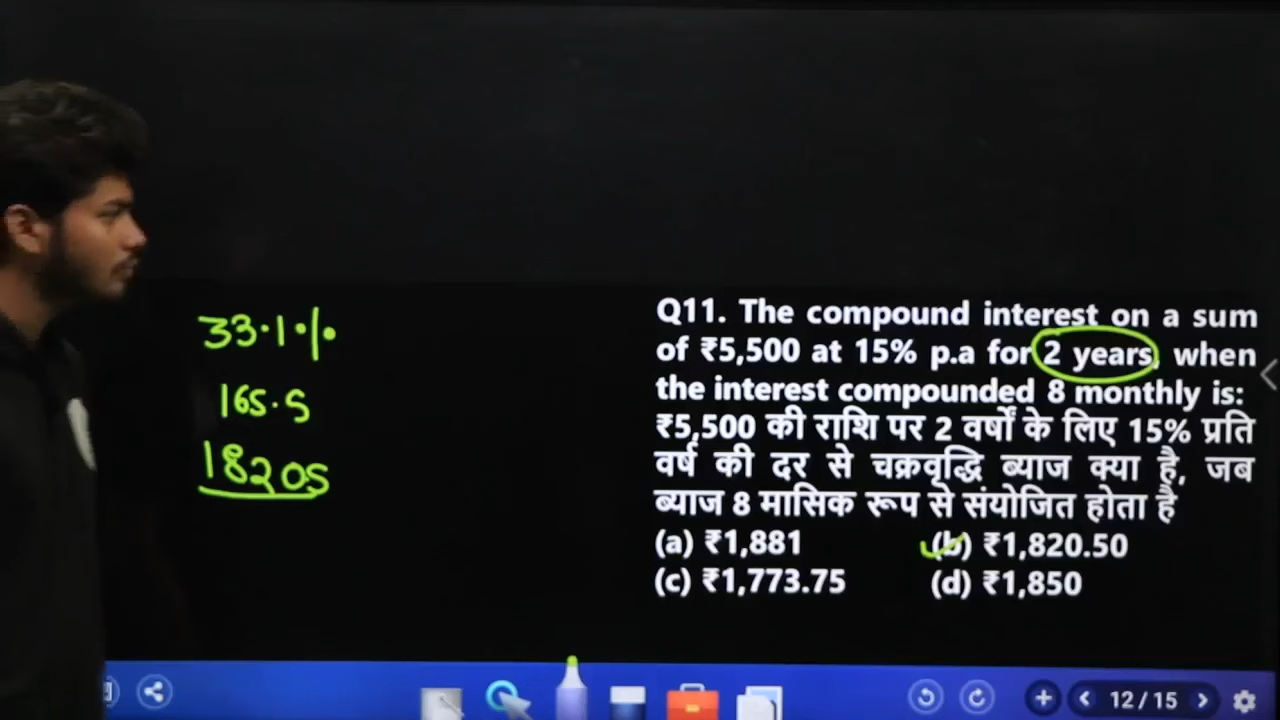 33.1%
165.5
18205
Q11. The compound interest on a sum
of ₹5,500 at 15% p.a for 2 years, when
the interest compounded 8 monthly is:
₹5,500 की राशि पर 2 वर्षों के लिए 15% प्रति
वर्ष की दर से चक्रवृद्धि ब्याज क्या है, जब
ब्याज 8 मासिक रूप से संयोजित होता है
(a) ₹1,881 (b) ₹1,820.50
(c) ₹1,773.75 (d) ₹1,850
12 / 15